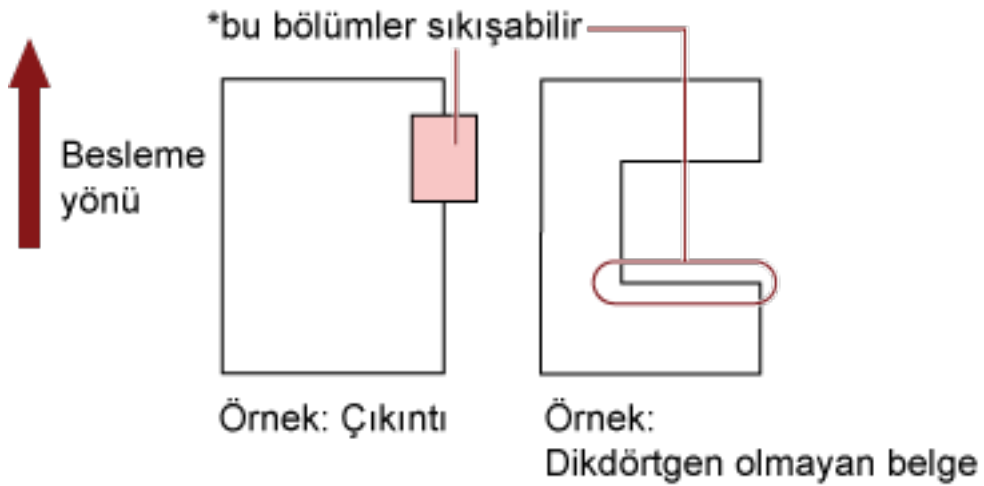 *bu bölümler sıkışabilir
Besleme
yönü
Örnek: Çıkıntı
Örnek:
Dikdörtgen olmayan belge